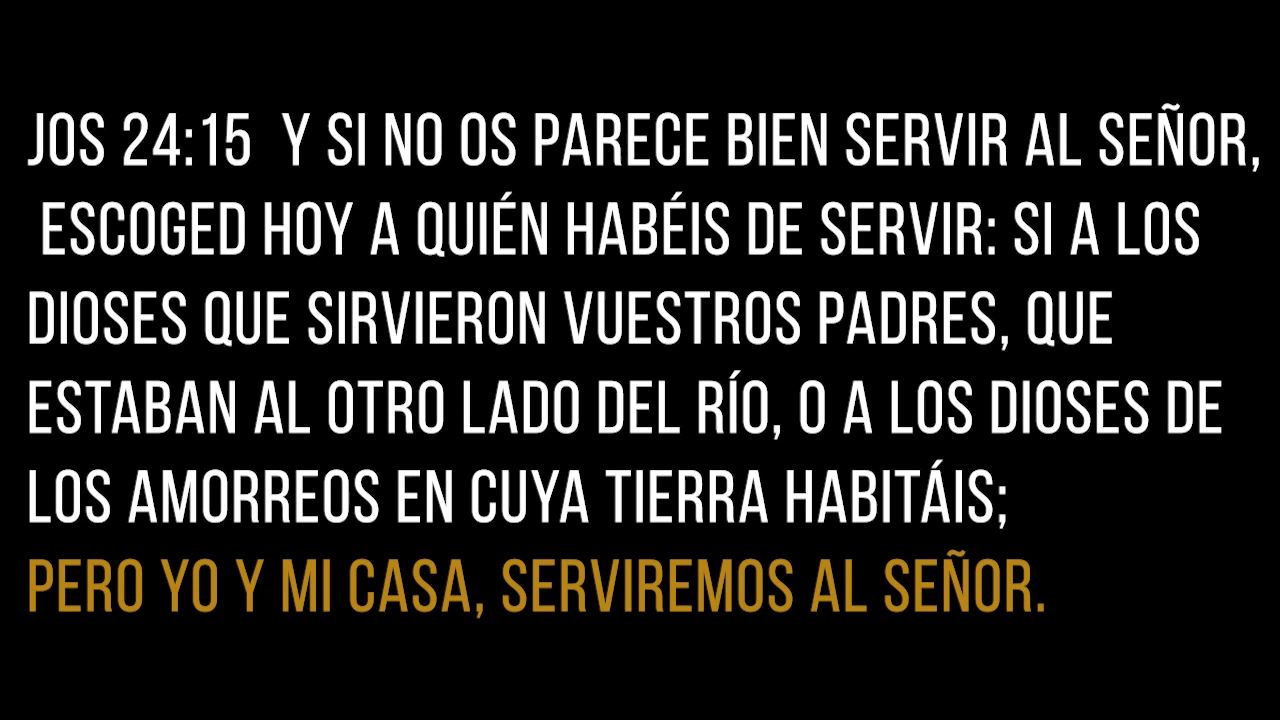 JOS 24:15  Y SI NO OS PARECE BIEN SERVIR AL SEÑOR,
ESCOGED HOY A QUIÉN HABÉIS DE SERVIR: SI A LOS
DIOSES QUE SIRVIERON VUESTROS PADRES, QUE
ESTABAN AL OTRO LADO DEL RÍO, O A LOS DIOSES DE
LOS AMORREOS EN CUYA TIERRA HABITÁIS;
PERO YO Y MI CASA, SERVIREMOS AL SEÑOR.